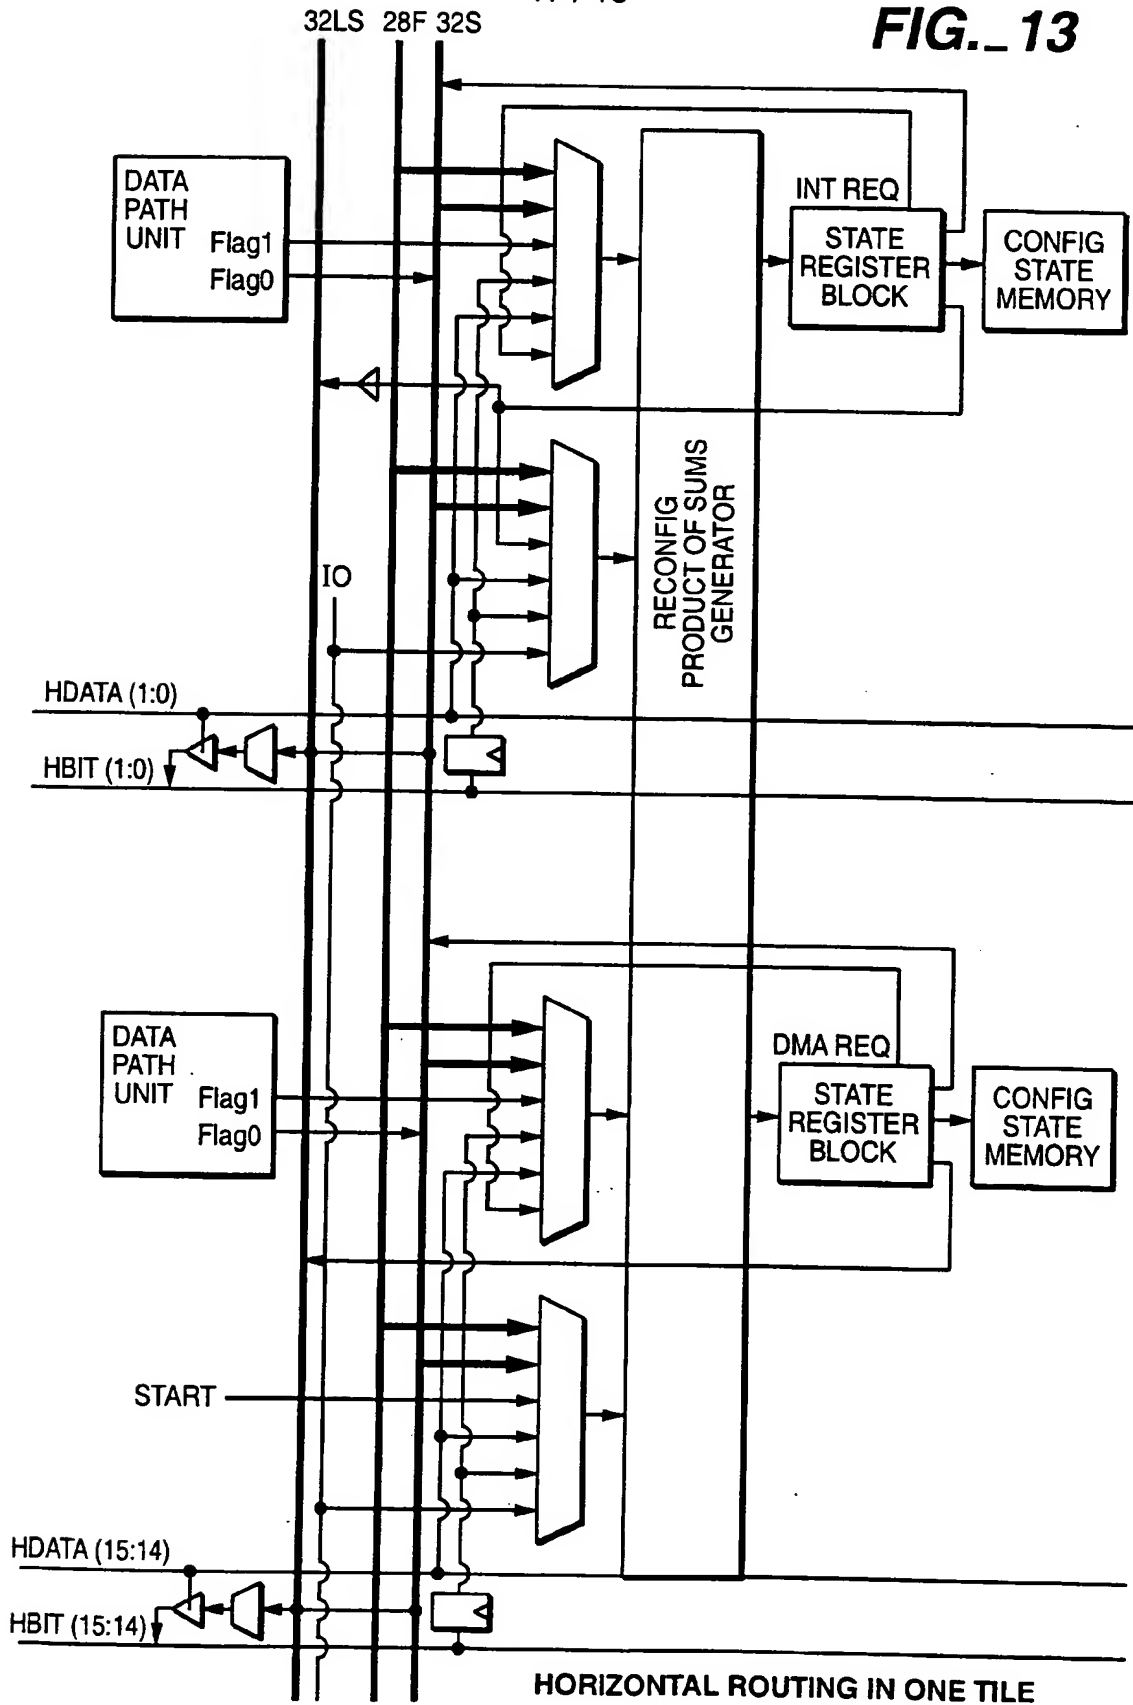 32LS 28F 32S
FIG._13
DATA
PATH
UNIT
Flag1
Flag0
INT REQ
STATE
REGISTER
BLOCK
CONFIG
STATE
MEMORY
RECONFIG
PRODUCT OF SUMS
GENERATOR
IO
HDATA (1:0)
HBIT (1:0)
DATA
PATH
UNIT
Flag1
Flag0
DMA REQ
STATE
REGISTER
BLOCK
CONFIG
STATE
MEMORY
START
HDATA (15:14)
HBIT (15:14)
HORIZONTAL ROUTING IN ONE TILE